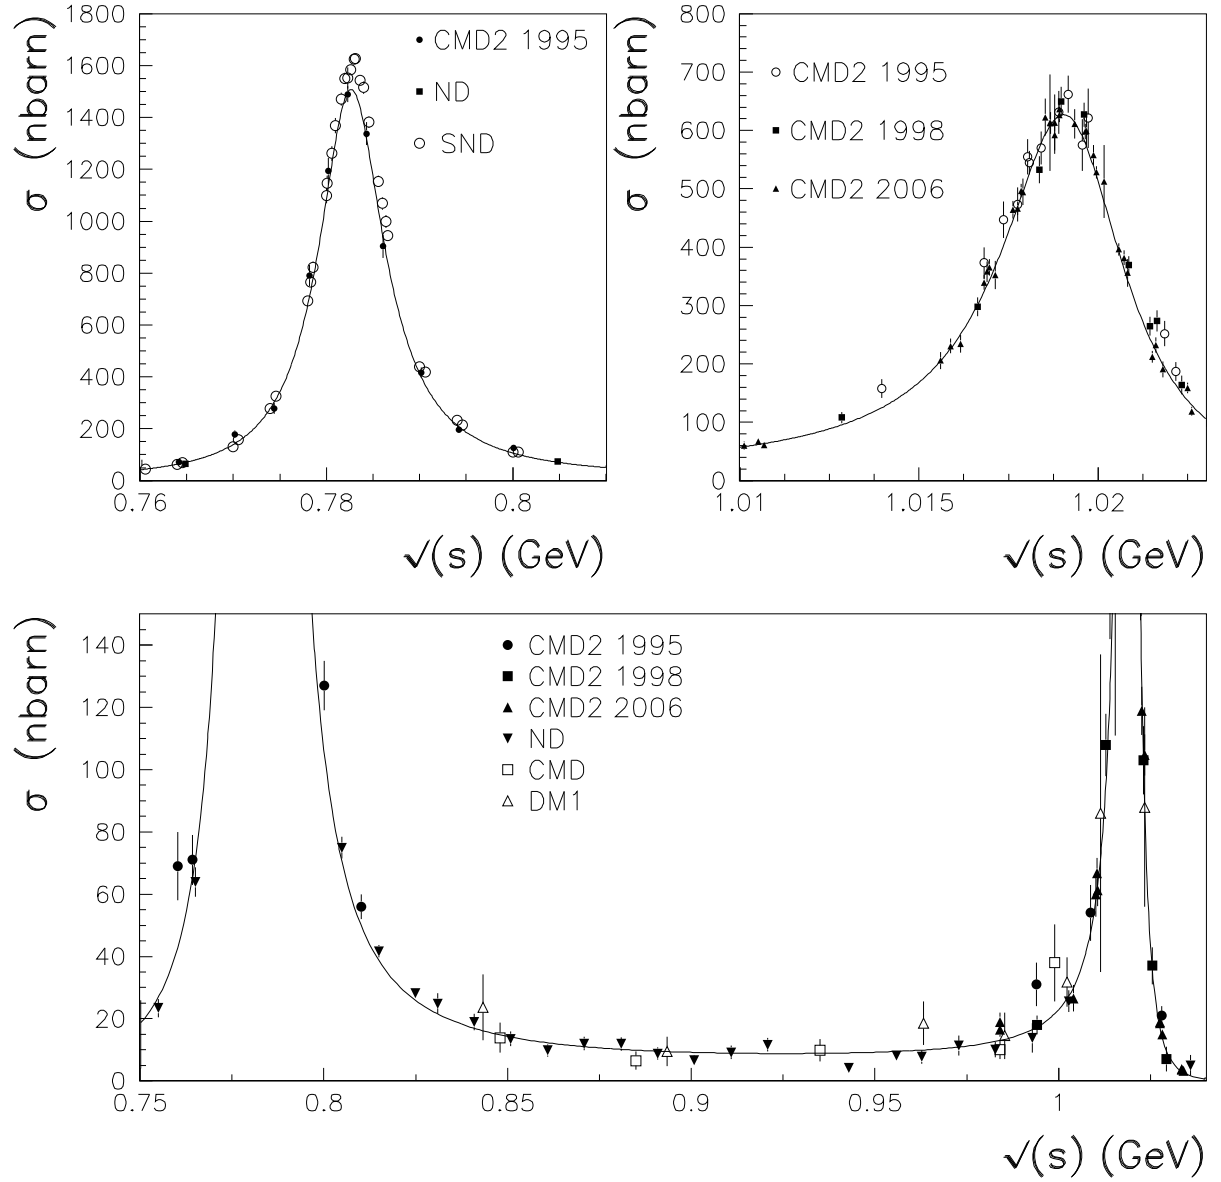 σ (nbarn)
1800
1600
1400
1200
1000
800
600
400
200
0
CMD2 1995
ND
SND
0.76 0.78 0.8
√(s) (GeV)
σ (nbarn)
800
700
600
500
400
300
200
100
0
CMD2 1995
CMD2 1998
CMD2 2006
1.01 1.015 1.02
√(s) (GeV)
σ (nbarn)
140
120
100
80
60
40
20
0
CMD2 1995
CMD2 1998
CMD2 2006
ND
CMD
DM1
0.75 0.8 0.85 0.9 0.95 1
√(s) (GeV)